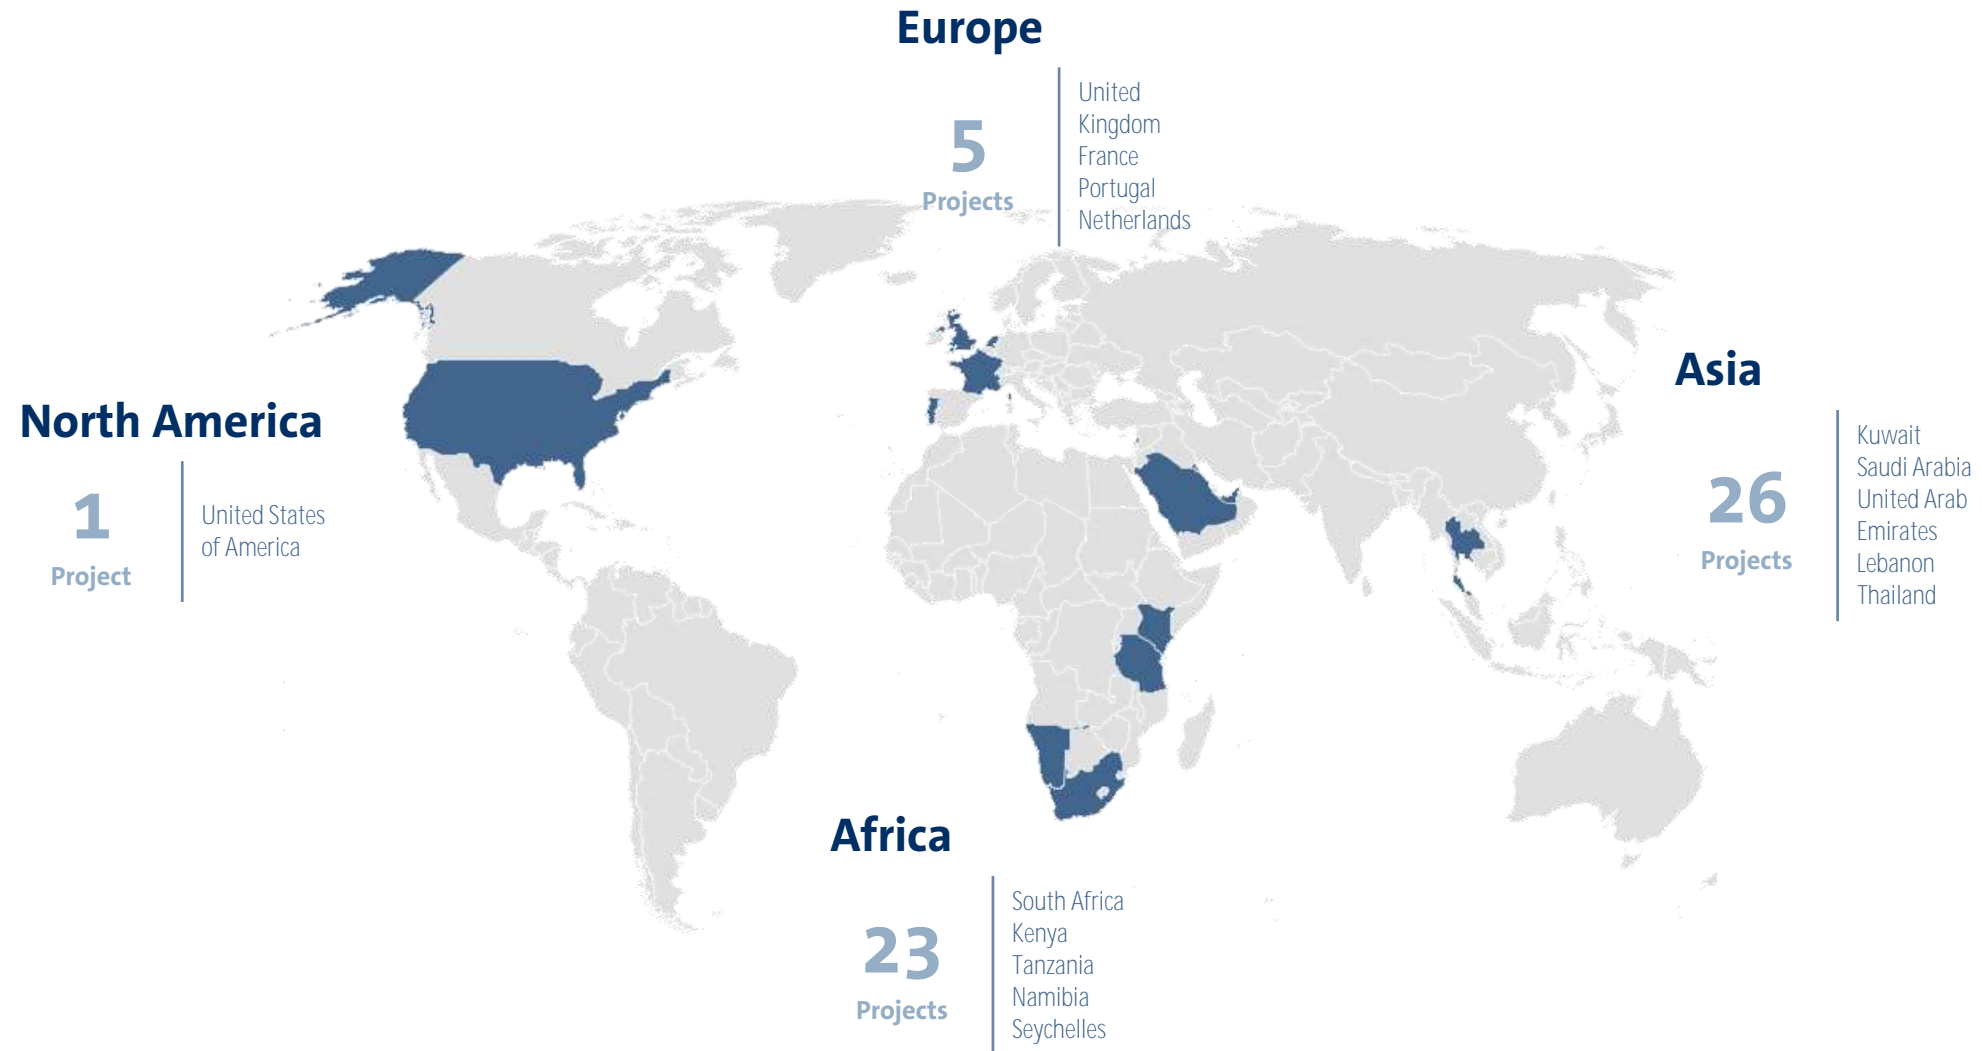 Europe
5
Projects
United
Kingdom
France
Portugal
Netherlands
North America
1
Project
United States
of America
Asia
26
Projects
Kuwait
Saudi Arabia
United Arab
Emirates
Lebanon
Thailand
Africa
23
Projects
South Africa
Kenya
Tanzania
Namibia
Seychelles